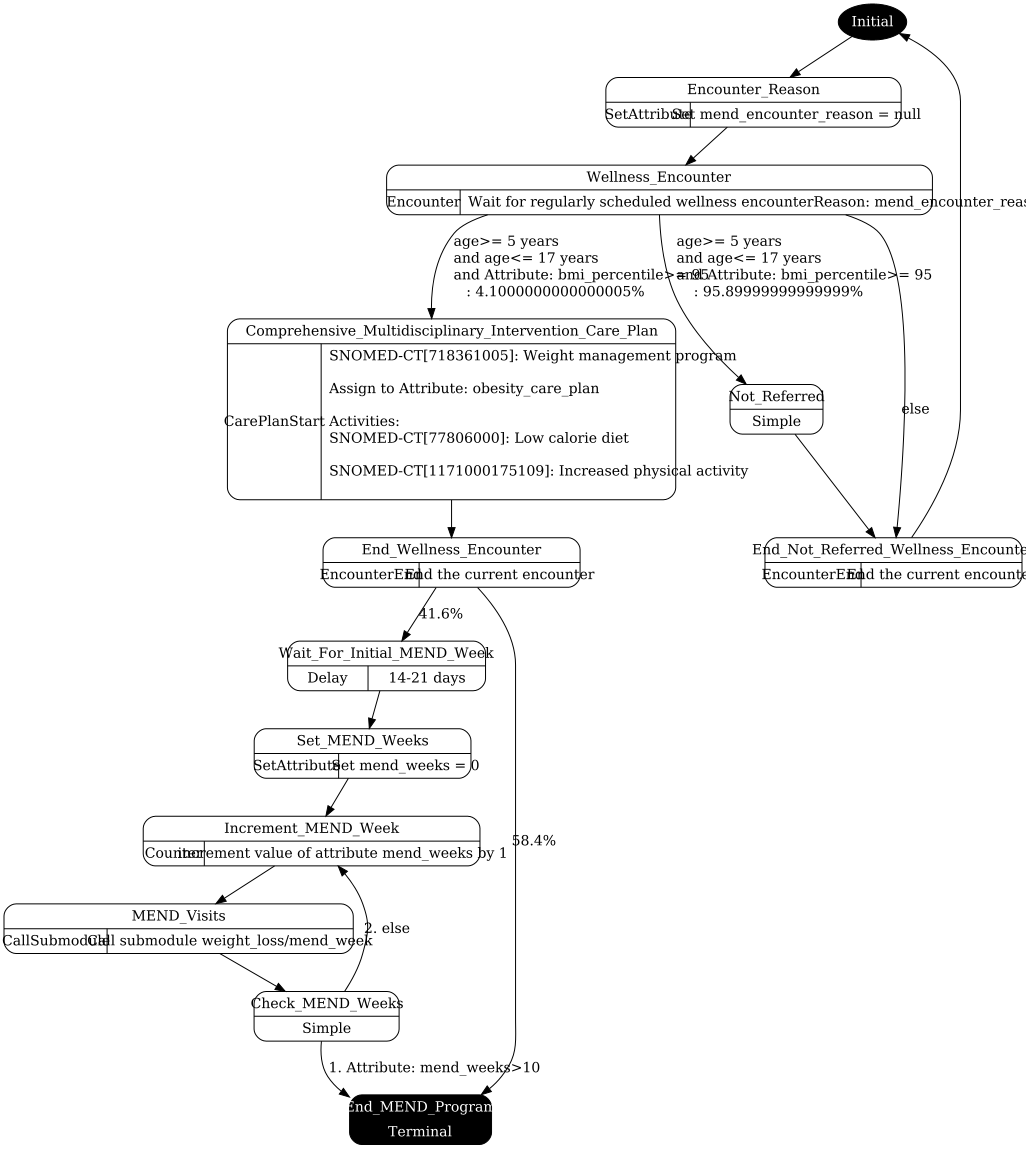 Initial
Encounter_Reason
SetAttribute
Set mend_encounter_reason = null
Wellness_Encounter
Encounter
Wait for regularly scheduled wellness encounterReason: mend_encounter_reas
age>= 5 years
and age<= 17 years
and Attribute: bmi_percentile>= 95
: 4.1000000000000005%
age>= 5 years
and age<= 17 years
and Attribute: bmi_percentile>= 95
: 95.89999999999999%
else
Comprehensive_Multidisciplinary_Intervention_Care_Plan
CarePlanStart
SNOMED-CT[718361005]: Weight management program
Assign to Attribute: obesity_care_plan
Activities:
SNOMED-CT[77806000]: Low calorie diet
SNOMED-CT[1171000175109]: Increased physical activity
Not_Referred
Simple
End_Wellness_Encounter
EncounterEnd
End the current encounter
End_Not_Referred_Wellness_Encounte
EncounterEnd
End the current encounte
41.6%
Wait_For_Initial_MEND_Week
Delay
14-21 days
Set_MEND_Weeks
SetAttribute
Set mend_weeks = 0
Increment_MEND_Week
Counter
increment value of attribute mend_weeks by 1
58.4%
MEND_Visits
CallSubmodule
Call submodule weight_loss/mend_week
2. else
Check_MEND_Weeks
Simple
1. Attribute: mend_weeks>10
End_MEND_Program
Terminal